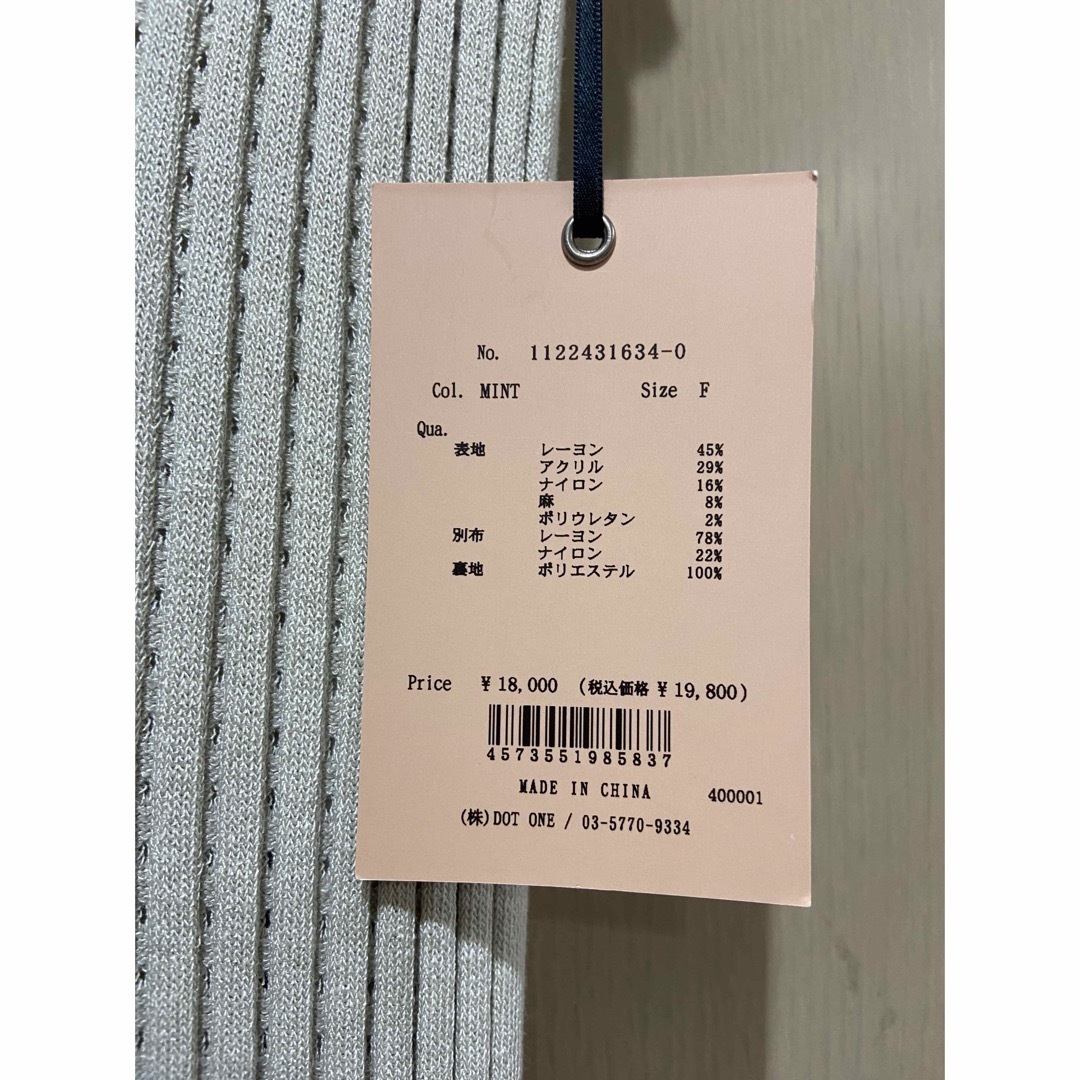 No. 1122431634-0
Col. MINT Size F
Qua.
表地 レーヨン 45%
アクリル 29%
ナイロン 16%
麻 8%
ポリウレタン 2%
別布 レーヨン 78%
ナイロン 22%
裏地 ポリエステル 100%
Price ¥18,000 (税込価格 ¥19,800)
4573551985837
MADE IN CHINA 400001
(株)DOT ONE / 03-5770-9334